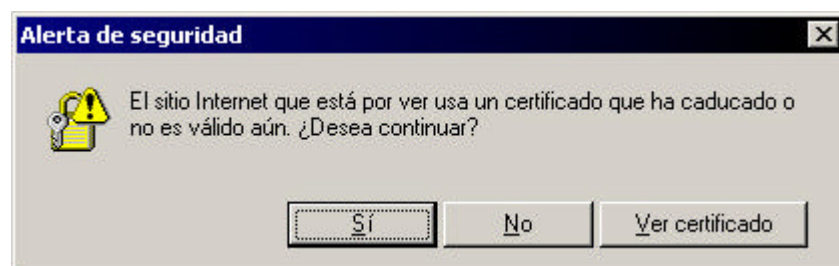 Alerta de seguridad
El sitio Internet que está por ver usa un certificado que ha caducado o
no es válido aún. ¿Desea continuar?
Sí No Ver certificado